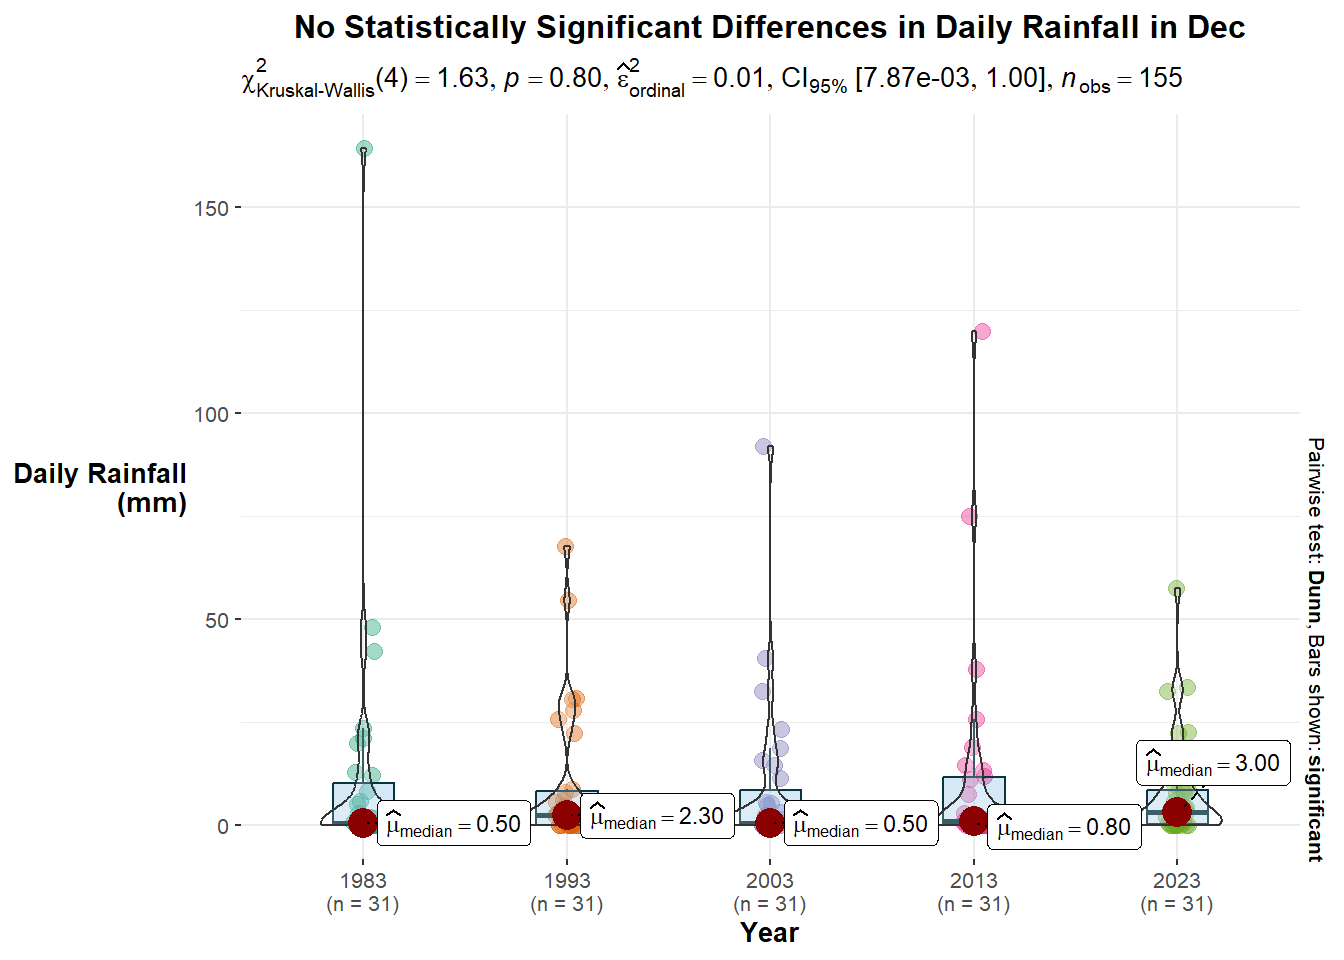 No Statistically Significant Differences in Daily Rainfall in Dec
χ²Kruskal-Wallis(4) = 1.63, p = 0.80, ε̂²ordinal = 0.01, CI95% [7.87e-03, 1.00], nobs = 155
150
100
50
0
Daily Rainfall
(mm)
μ̂median = 0.50
μ̂median = 2.30
μ̂median = 0.50
μ̂median = 0.80
μ̂median = 3.00
Pairwise test: Dunn, Bars shown: significant
1983 1993 2003 2013 2023
(n = 31) (n = 31) (n = 31) (n = 31) (n = 31)
Year